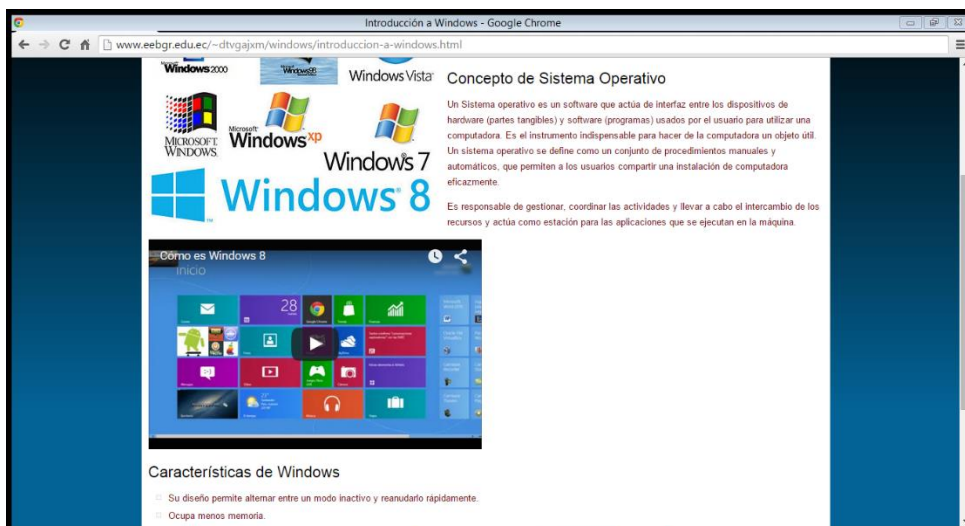 Introducción a Windows - Google Chrome
www.eebgr.edu.ec/~dtvgajxm/windows/introduccion-a-windows.html
Windows 2000
Windows 98
Windows Vista
MICROSOFT
WINDOWS
Microsoft
Windows xp
Windows 7
Windows 8
Concepto de Sistema Operativo
Un Sistema operativo es un software que actúa de interfaz entre los dispositivos de
hardware (partes tangibles) y software (programas) usados por el usuario para utilizar una
computadora. Es el instrumento indispensable para hacer de la computadora un objeto útil.
Un sistema operativo se define como un conjunto de procedimientos manuales y
automáticos, que permiten a los usuarios compartir una instalación de computadora
eficazmente.
Es responsable de gestionar, coordinar las actividades y llevar a cabo el intercambio de los
recursos y actúa como estación para las aplicaciones que se ejecutan en la máquina.
Cómo es Windows 8
inicio
28
22°
Características de Windows
Su diseño permite alternar entre un modo inactivo y reanudarlo rápidamente.
Ocupa menos memoria.